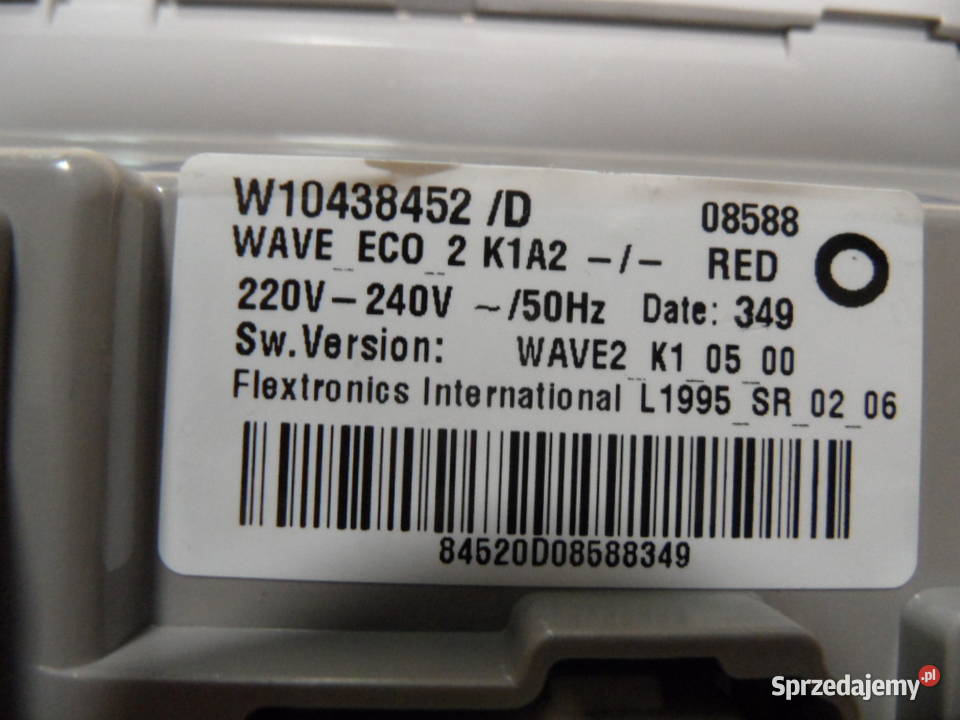 W10438452 /D 08588
WAVE_ECO_2 K1A2 -/- RED
220V-240V ~/50Hz Date: 349
Sw.Version: WAVE2_K1_05_00
Flextronics International L1995_SR_02_06
84520D08588349
Sprzedajemy.pl